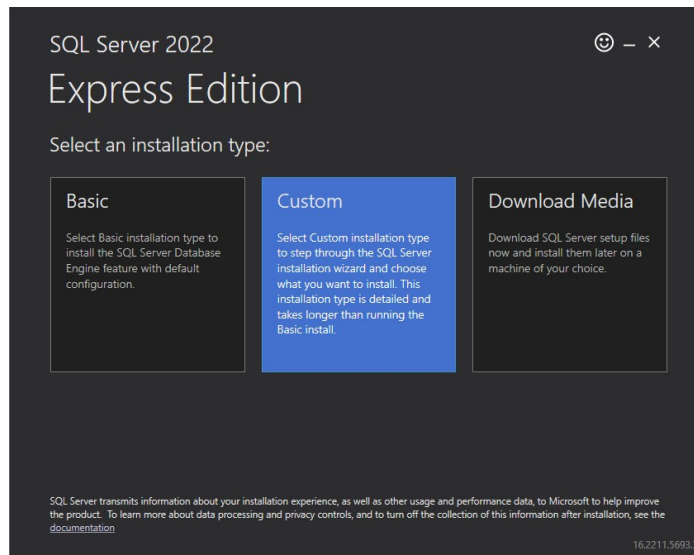 SQL Server 2022
Express Edition
Select an installation type:
Basic
Select Basic installation type to
install the SQL Server Database
Engine feature with default
configuration.
Custom
Select Custom installation type
to step through the SQL Server
installation wizard and choose
what you want to install. This
installation type is detailed and
takes longer than running the
Basic install.
Download Media
Download SQL Server setup files
now and install them later on a
machine of your choice.
SQL Server transmits information about your installation experience, as well as other usage and performance data, to Microsoft to help improve
the product. To learn more about data processing and privacy controls, and to turn off the collection of this information after installation, see the
documentation
16.2211.5693.